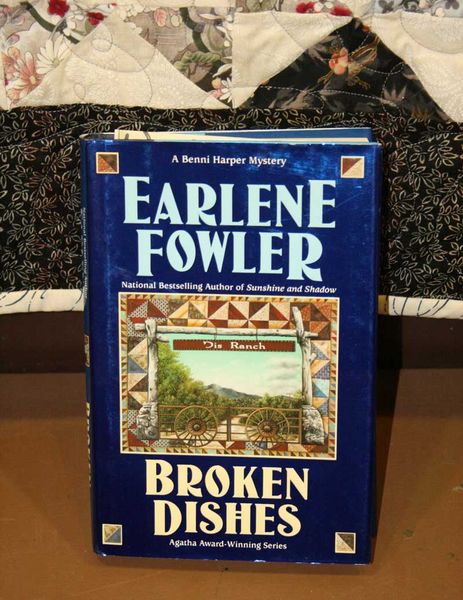 A Benni Harper Mystery
EARLENE
FOWLER
National Bestselling Author of Sunshine and Shadow
Dis Ranch
BROKEN
DISHES
Agatha Award-Winning Series